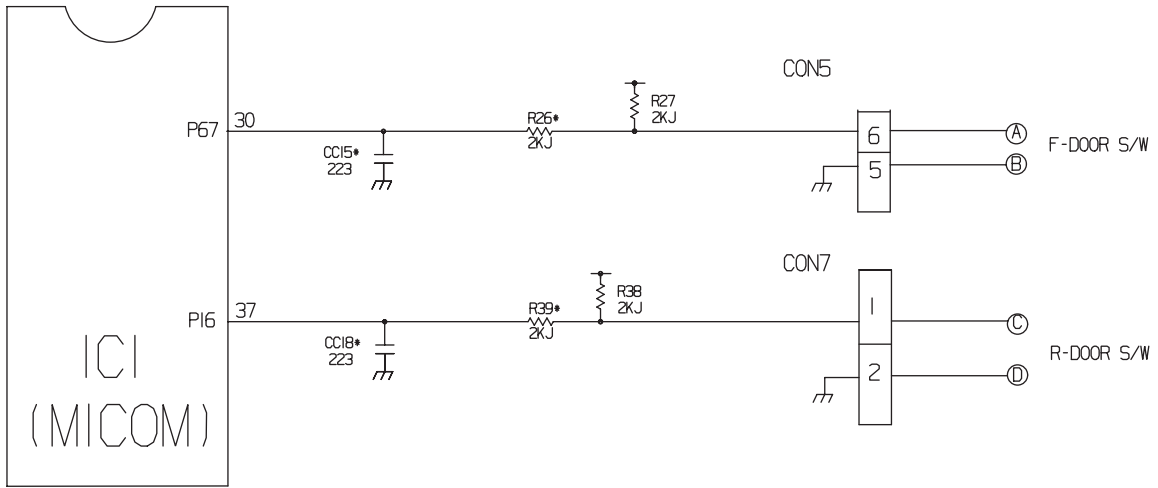 CON5
P67
30
R26*
2KJ
R27
2KJ
CC15*
223
6
5
A
B
F-DOOR S/W
CON7
P16
37
R39*
2KJ
R38
2KJ
CC18*
223
1
2
C
D
R-DOOR S/W
IC1
(MICOM)